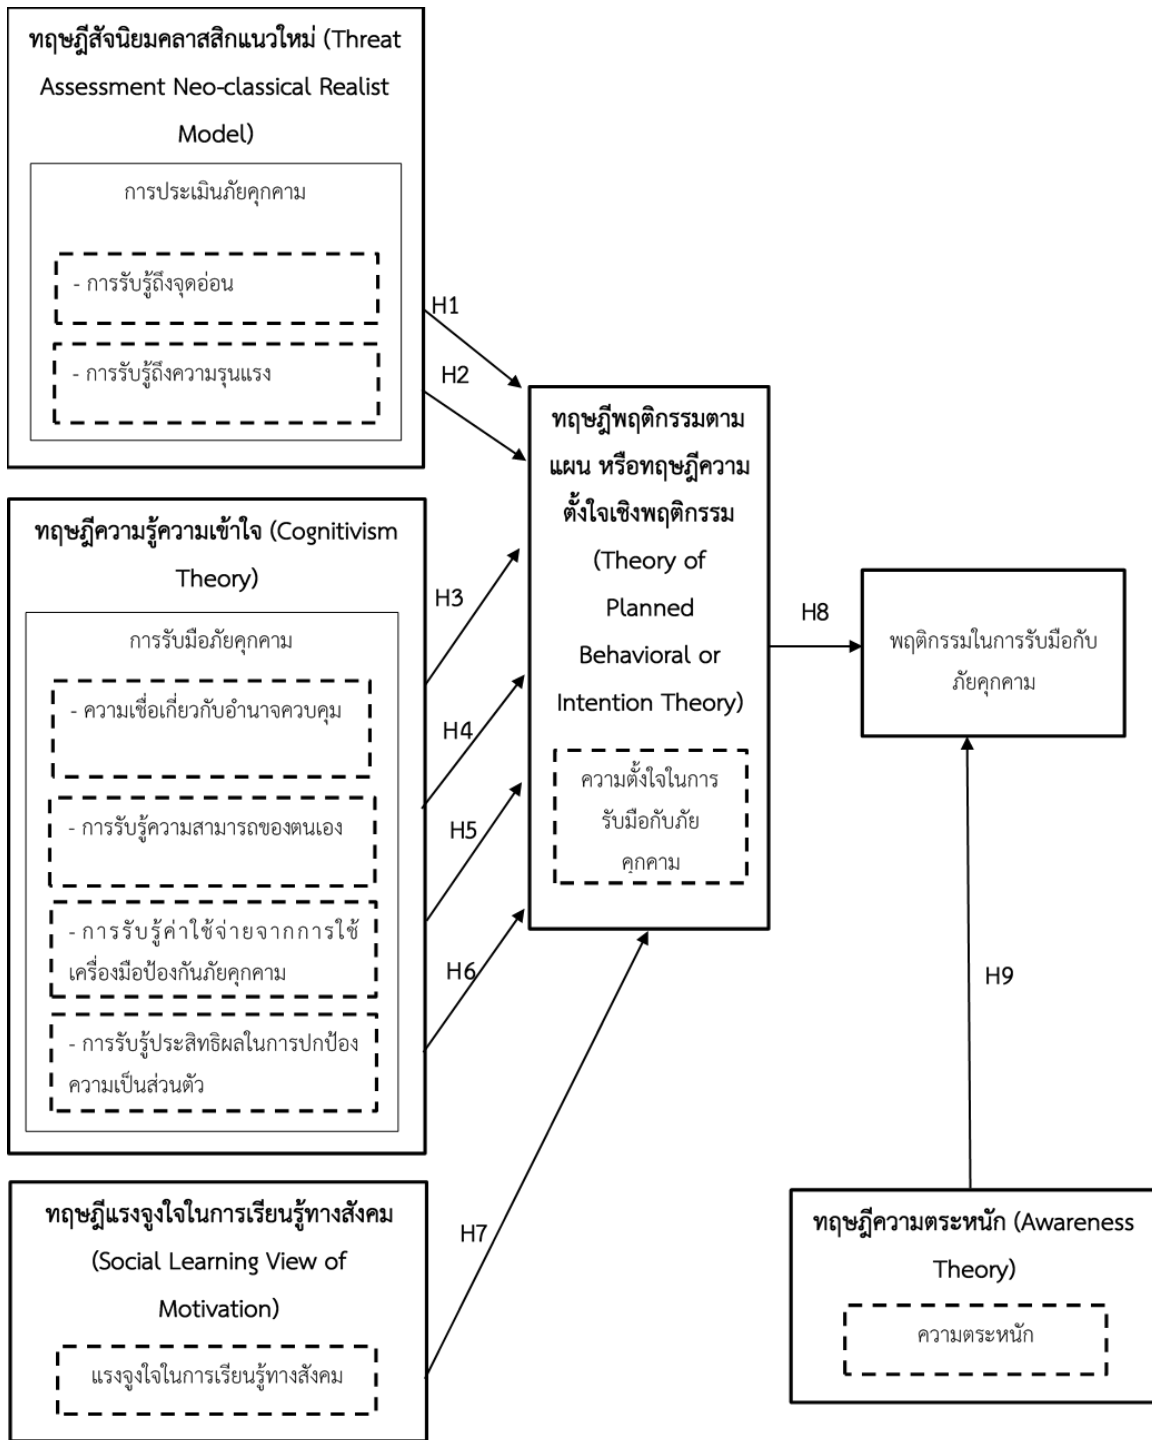 ทฤษฎีสัจนิยมคลาสสิกแนวใหม่ (Threat
Assessment Neo-classical Realist
Model)
การประเมินภัยคุกคาม
- การรับรู้ถึงจุดอ่อน
- การรับรู้ถึงความรุนแรง
H1
H2
ทฤษฎีความรู้ความเข้าใจ (Cognitivism
Theory)
การรับมือภัยคุกคาม
- ความเชื่อเกี่ยวกับอำนาจควบคุม
- การรับรู้ความสามารถของตนเอง
- การรับรู้ค่าใช้จ่ายจากการใช้
เครื่องมือป้องกันภัยคุกคาม
- การรับรู้ประสิทธิผลในการปกป้อง
ความเป็นส่วนตัว
H3
H4
H5
H6
ทฤษฎีแรงจูงใจในการเรียนรู้ทางสังคม
(Social Learning View of
Motivation)
แรงจูงใจในการเรียนรู้ทางสังคม
H7
ทฤษฎีพฤติกรรมตาม
แผน หรือทฤษฎีความ
ตั้งใจเชิงพฤติกรรม
(Theory of
Planned
Behavioral or
Intention Theory)
ความตั้งใจในการ
รับมือกับภัย
คุกคาม
H8
พฤติกรรมในการรับมือกับ
ภัยคุกคาม
H9
ทฤษฎีความตระหนัก (Awareness
Theory)
ความตระหนัก